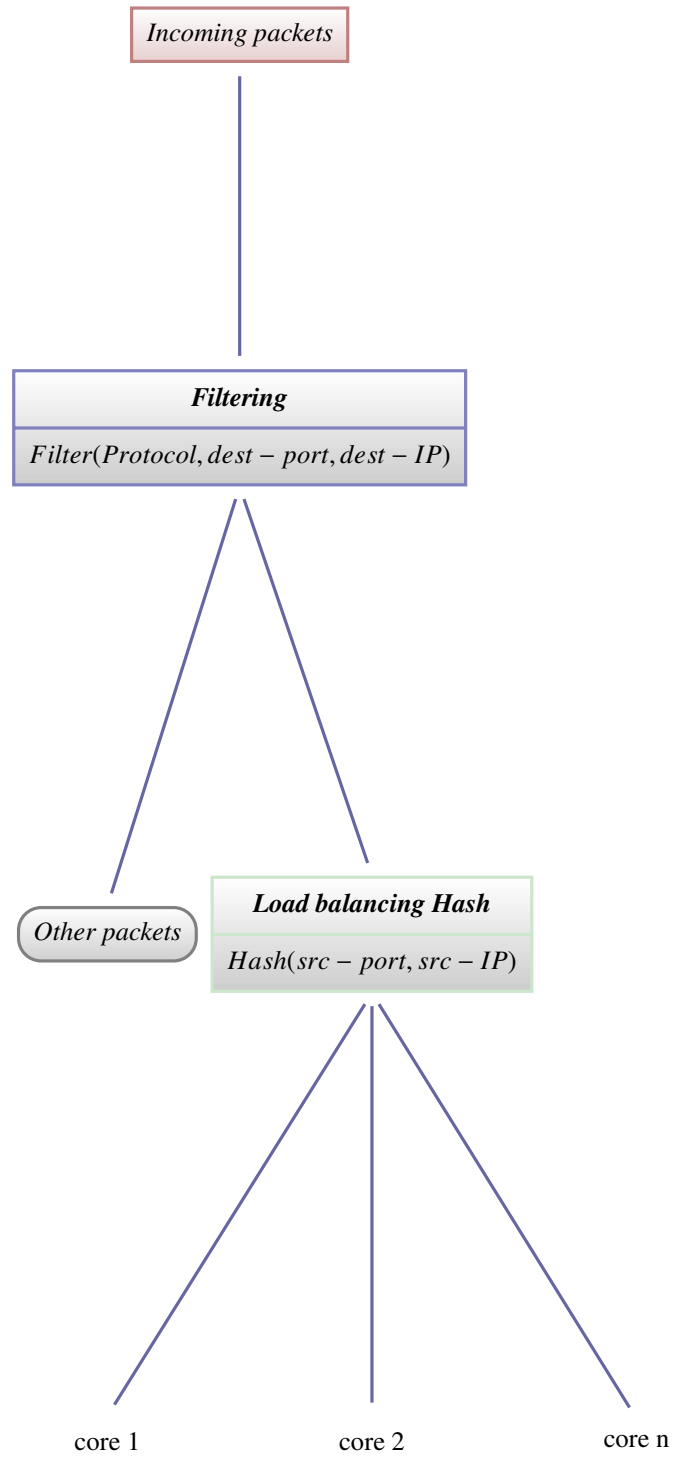 Incoming packets
Filtering
Filter(Protocol, dest − port, dest − IP)
Other packets
Load balancing Hash
Hash(src − port, src − IP)
core 1
core 2
core n